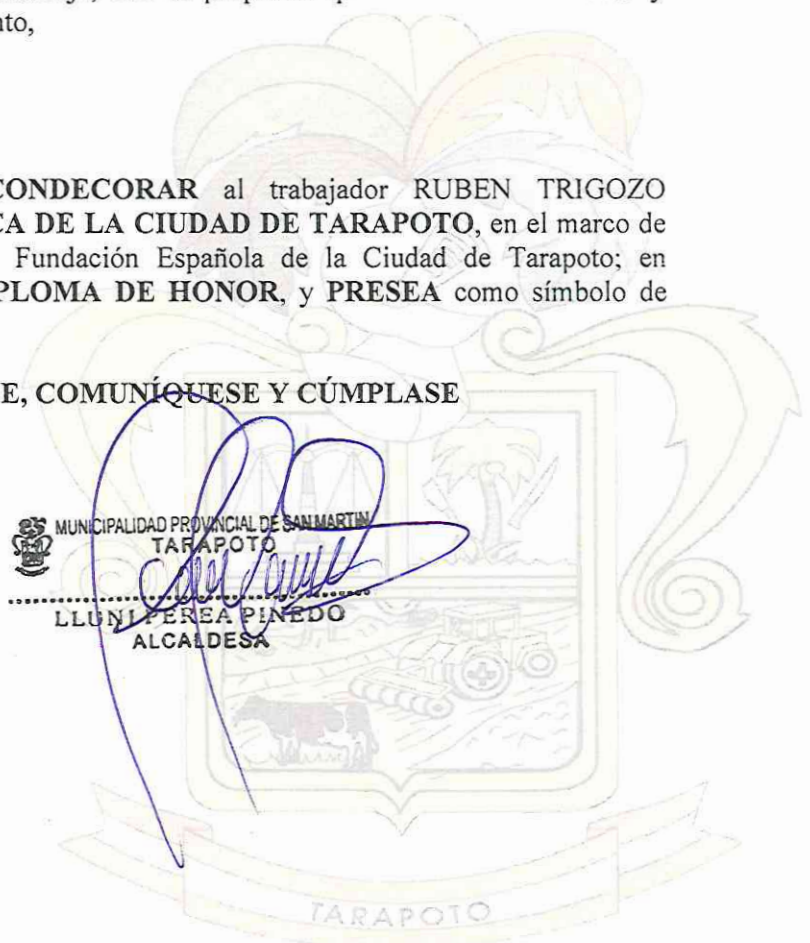 nto,
CONDECORAR al trabajador RUBEN TRIGOZO
CA DE LA CIUDAD DE TARAPOTO, en el marco de
Fundación Española de la Ciudad de Tarapoto; en
PLOMA DE HONOR, y PRESEA como símbolo de
E, COMUNÍQUESE Y CÚMPLASE
MUNICIPALIDAD PROVINCIAL DE SAN MARTIN
TARAPOTO
LLUNI PEREA PINEDO
ALCALDESA
TARAPOTO